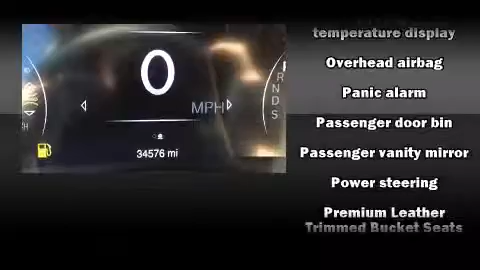 0
MPH
34576 mi
R
N
D
S
temperature display
Overhead airbag
Panic alarm
Passenger door bin
Passenger vanity mirror
Power steering
Premium Leather
Trimmed Bucket Seats